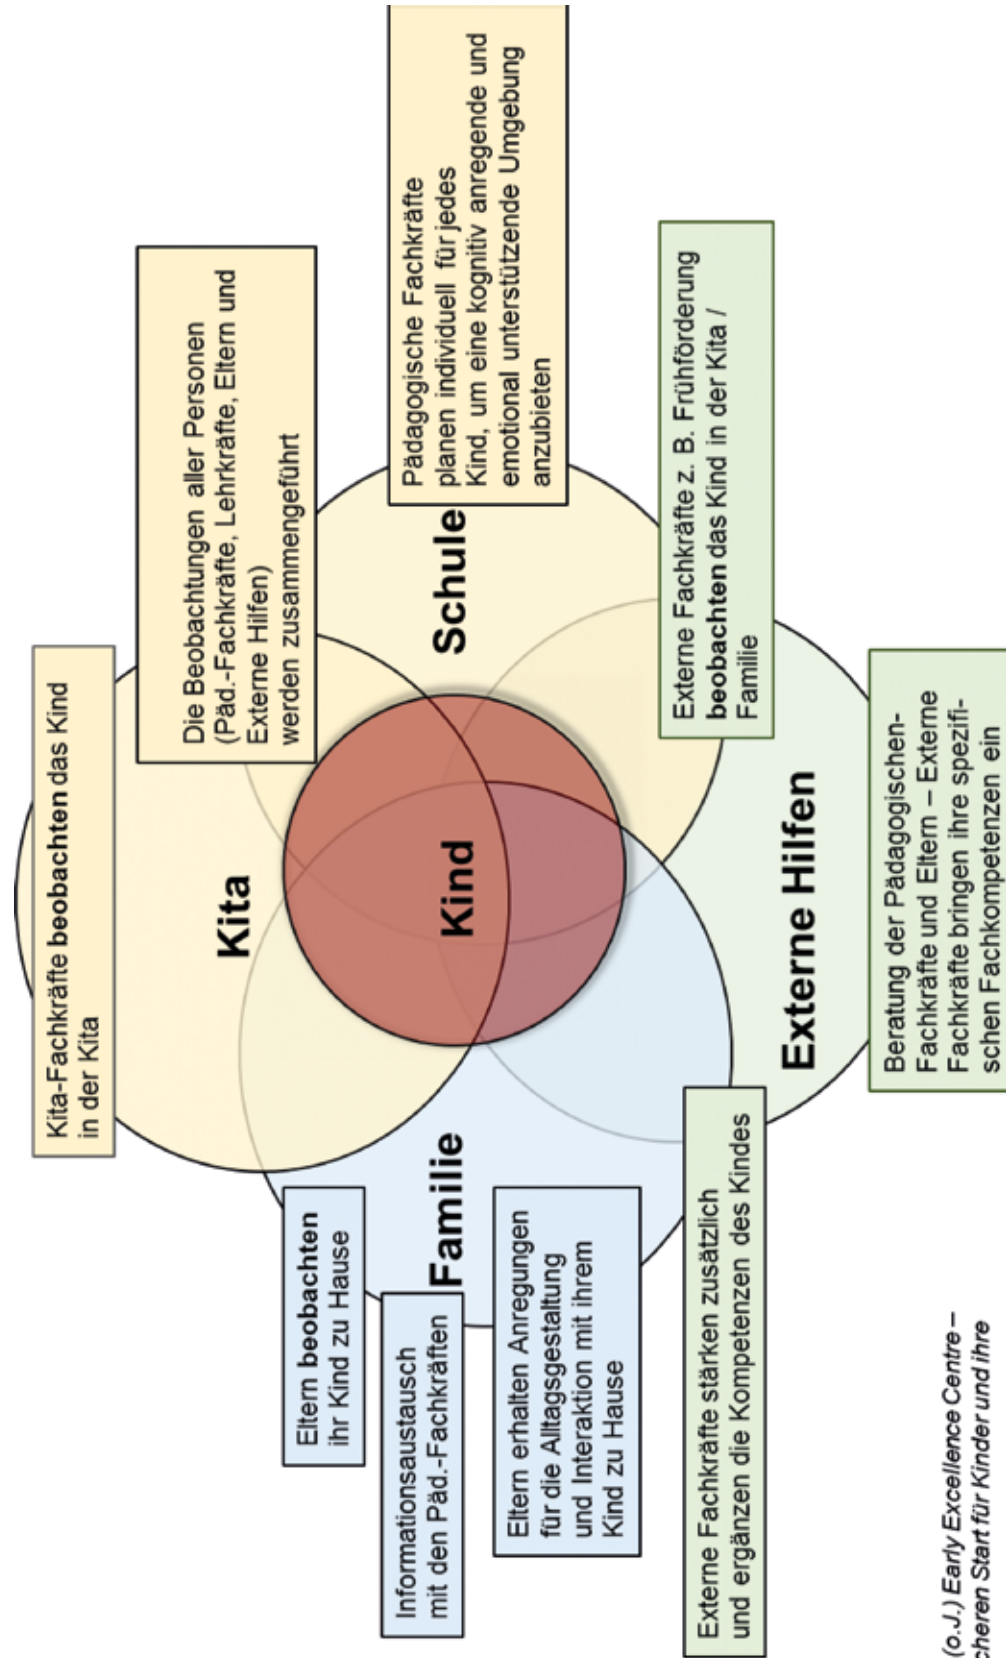 Kita-Fachkräfte beobachten das Kind
in der Kita
Die Beobachtungen aller Personen
(Päd.-Fachkräfte, Lehrkräfte, Eltern und
Externe Hilfen)
werden zusammengeführt
Kita
Eltern beobachten
ihr Kind zu Hause
Informationsaustausch
mit den Päd.-Fachkräften
Familie
Kind
Schule
Pädagogische Fachkräfte
planen individuell für jedes
Kind, um eine kognitiv anregende und
emotional unterstützende Umgebung
anzubieten
Eltern erhalten Anregungen
für die Alltagsgestaltung
und Interaktion mit ihrem
Kind zu Hause
Externe Fachkräfte z. B. Frühförderung
beobachten das Kind in der Kita /
Familie
Externe Fachkräfte stärken zusätzlich
und ergänzen die Kompetenzen des Kindes
Externe Hilfen
Beratung der Pädagogischen-
Fachkräfte und Eltern – Externe
Fachkräfte bringen ihre spezifi-
schen Fachkompetenzen ein
(o.J.) Early Excellence Centre –
cheren Start für Kinder und ihre